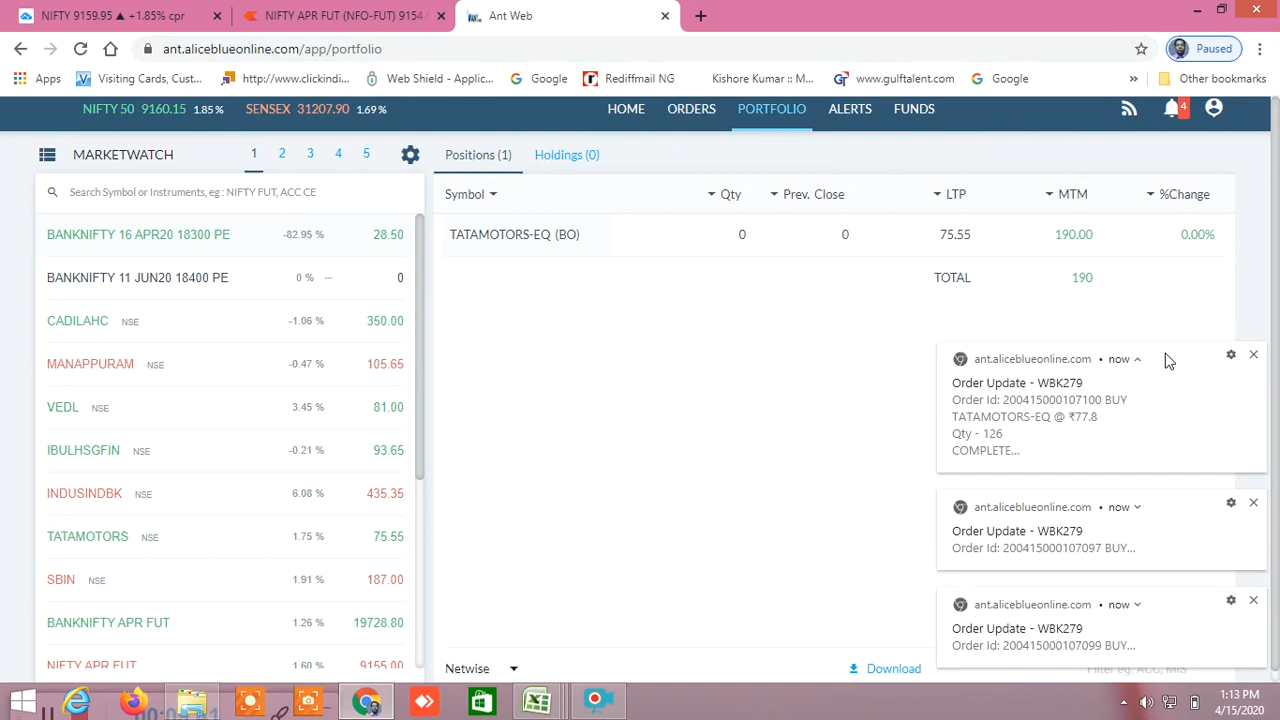 NIFTY 9159.95 ▲ +1.85% cpr
NIFTY APR FUT (NFO-FUT) 9154.
Ant Web
ant.aliceblueonline.com/app/portfolio
Paused
Apps
Visiting Cards, Cust...
http://www.clickindi...
Web Shield - Applic...
Google
Rediffmail NG
Kishore Kumar :: M...
www.gulftalent.com
Google
»
Other bookmarks
NIFTY 50 9160.15 1.85 %
SENSEX 31207.90 1.69 %
HOME ORDERS PORTFOLIO ALERTS FUNDS
4
MARKETWATCH 1 2 3 4 5
Positions (1) Holdings (0)
Search Symbol or Instruments, eg : NIFTY FUT, ACC CE
Symbol Qty Prev. Close LTP MTM %Change
BANKNIFTY 16 APR20 18300 PE -82.95 % 28.50
TATAMOTORS-EQ (BO) 0 0 75.55 190.00 0.00%
BANKNIFTY 11 JUN20 18400 PE 0 % 0
TOTAL 190
CADILAHC NSE -1.06 % 350.00
MANAPPURAM NSE -0.47 % 105.65
VEDL NSE 3.45 % 81.00
IBULHSGFIN NSE -0.21 % 93.65
INDUSINDBK NSE 6.08 % 435.35
TATAMOTORS NSE 1.75 % 75.55
SBIN NSE 1.91 % 187.00
BANKNIFTY APR FUT 1.26 % 19728.80
NIFTY APR FUT 1.60 % 9155.00
ant.aliceblueonline.com • now
Order Update - WBK279
Order Id: 200415000107100 BUY
TATAMOTORS-EQ @ ₹77.8
Qty - 126
COMPLETE...
ant.aliceblueonline.com • now
Order Update - WBK279
Order Id: 200415000107097 BUY...
ant.aliceblueonline.com • now
Order Update - WBK279
Order Id: 200415000107099 BUY...
Netwise
Download
Filter eg: ACC, MIS
1:13 PM
4/15/2020